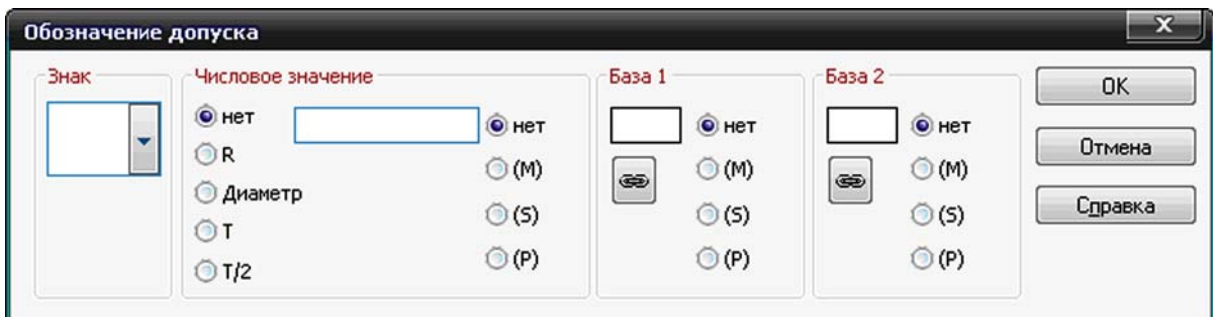 Обозначение допуска
Знак
Числовое значение
нет
R
Диаметр
T
T/2
нет
(M)
(S)
(P)
База 1
нет
(M)
(S)
(P)
База 2
нет
(M)
(S)
(P)
OK
Отмена
Справка